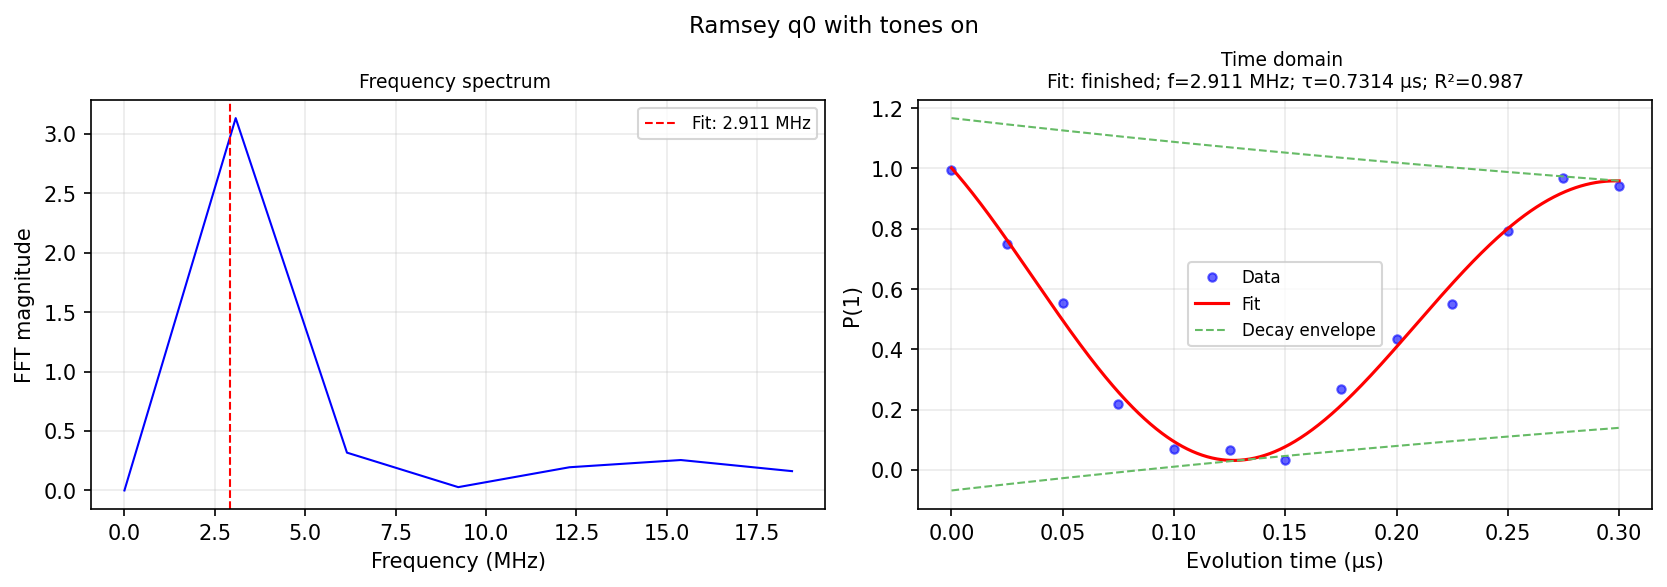 Ramsey q0 with tones on
Frequency spectrum
Fit: 2.911 MHz
FFT magnitude
3.0
2.5
2.0
1.5
1.0
0.5
0.0
0.0 2.5 5.0 7.5 10.0 12.5 15.0 17.5
Frequency (MHz)
Time domain
Fit: finished; f=2.911 MHz; τ=0.7314 µs; R²=0.987
P(1)
1.2
1.0
0.8
0.6
0.4
0.2
0.0
Data
Fit
Decay envelope
0.00 0.05 0.10 0.15 0.20 0.25 0.30
Evolution time (µs)